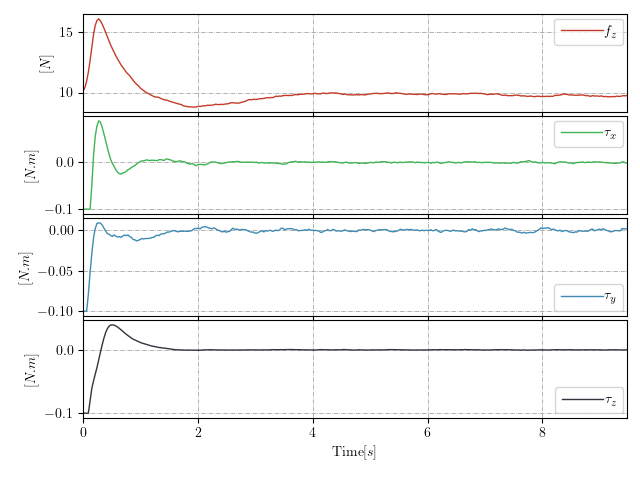 15
10
[N]
f_z
0.0
−0.1
[N.m]
τ_x
0.00
−0.05
−0.10
[N.m]
τ_y
0.0
−0.1
[N.m]
τ_z
0 2 4 6 8
Time[s]